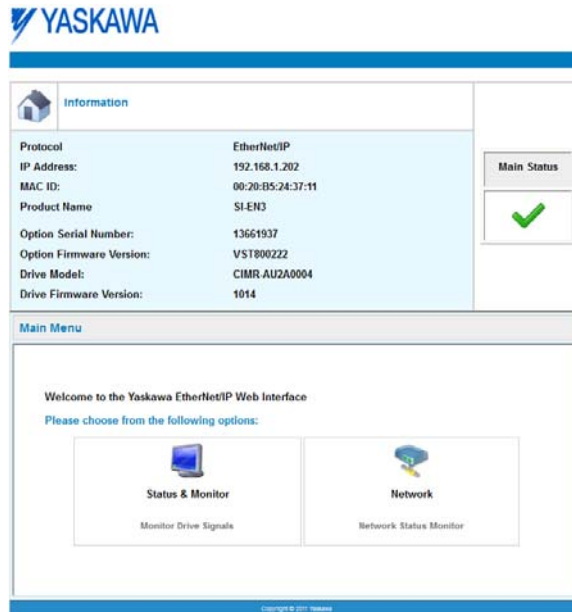 YASKAWA
Information
Protocol EtherNet/IP
IP Address: 192.168.1.202
MAC ID: 00:20:B5:24:37:11
Product Name SI-EN3
Option Serial Number: 13661937
Option Firmware Version: VST800222
Drive Model: CIMR-AU2A0004
Drive Firmware Version: 1014
Main Status
Main Menu
Welcome to the Yaskawa EtherNet/IP Web Interface
Please choose from the following options:
Status & Monitor
Monitor Drive Signals
Network
Network Status Monitor
Copyright © 2011 Yaskawa